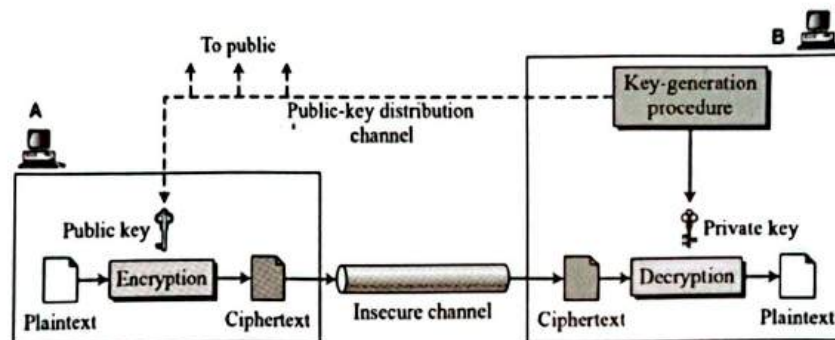 B
To public
Key-generation
procedure
A
Public-key distribution
channel
Public key
Private key
Encryption
Decryption
Plaintext
Ciphertext
Insecure channel
Ciphertext
Plaintext